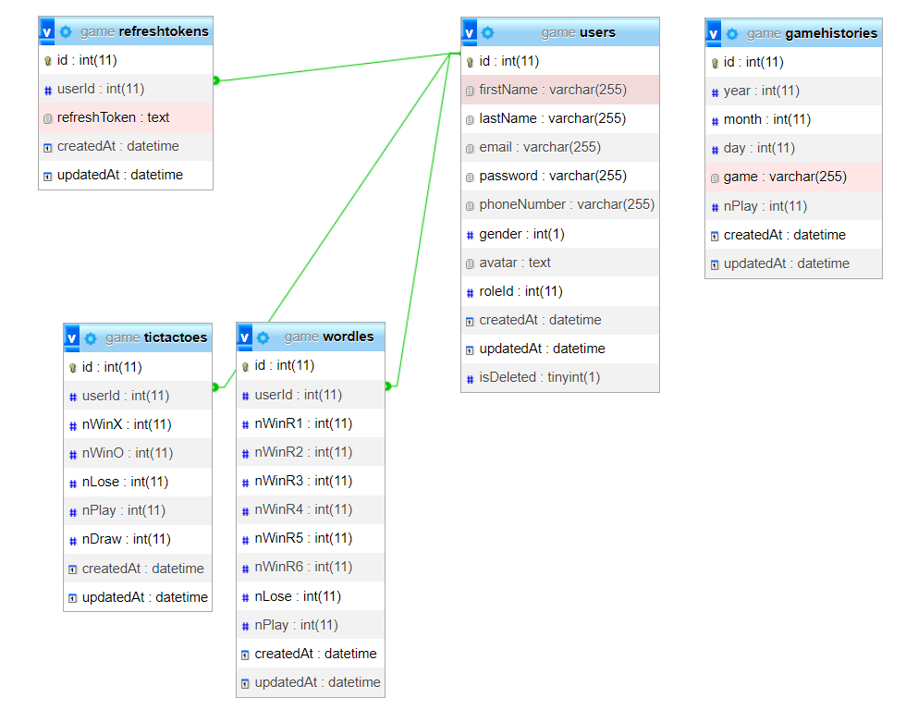 game refreshtokens
id : int(11)
userId : int(11)
refreshToken : text
createdAt : datetime
updatedAt : datetime
game users
id : int(11)
firstName : varchar(255)
lastName : varchar(255)
email : varchar(255)
password : varchar(255)
phoneNumber : varchar(255)
gender : int(1)
avatar : text
roleId : int(11)
createdAt : datetime
updatedAt : datetime
isDeleted : tinyint(1)
game gamehistories
id : int(11)
year : int(11)
month : int(11)
day : int(11)
game : varchar(255)
nPlay : int(11)
createdAt : datetime
updatedAt : datetime
game tictactoes
id : int(11)
userId : int(11)
nWinX : int(11)
nWinO : int(11)
nLose : int(11)
nPlay : int(11)
nDraw : int(11)
createdAt : datetime
updatedAt : datetime
game wordles
id : int(11)
userId : int(11)
nWinR1 : int(11)
nWinR2 : int(11)
nWinR3 : int(11)
nWinR4 : int(11)
nWinR5 : int(11)
nWinR6 : int(11)
nLose : int(11)
nPlay : int(11)
createdAt : datetime
updatedAt : datetime